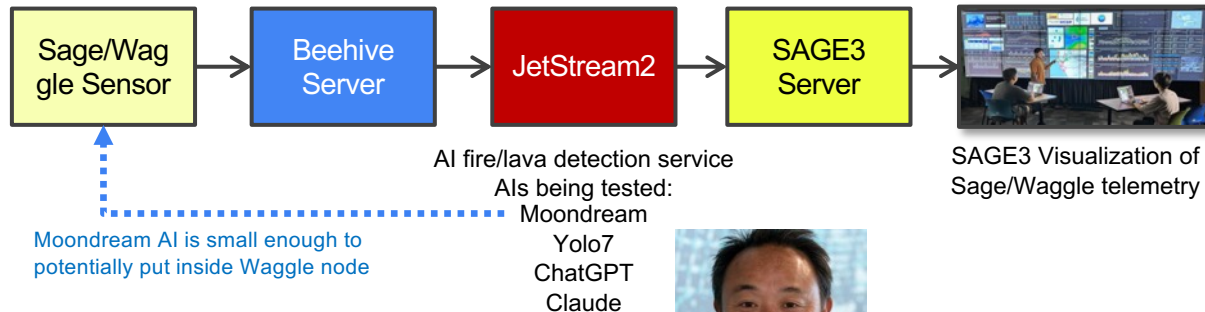 Sage/Wag
gle Sensor
Beehive
Server
JetStream2
SAGE3
Server
AI fire/lava detection service
AIs being tested:
Moondream
Yolo7
ChatGPT
Claude
SAGE3 Visualization of
Sage/Waggle telemetry
Moondream AI is small enough to
potentially put inside Waggle node